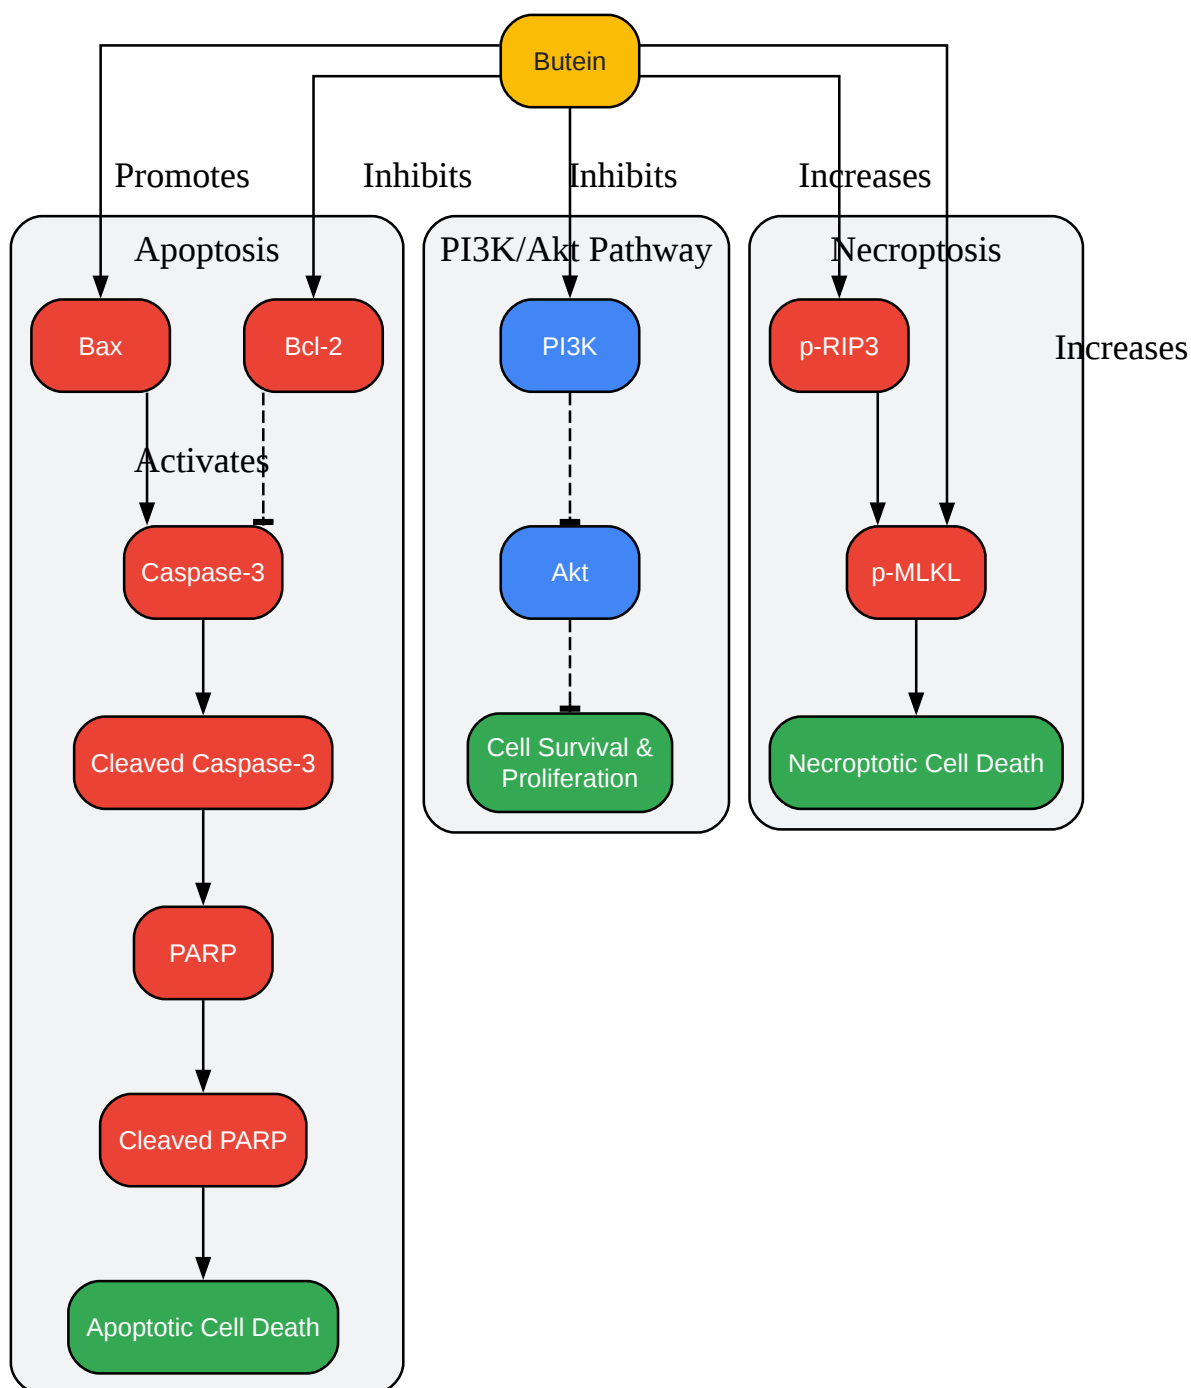 Butein
Promotes
Inhibits
Inhibits
Increases
Apoptosis
PI3K/Akt Pathway
Necroptosis
Bax
Bcl-2
PI3K
p-RIP3
Increases
Activates
Caspase-3
Akt
p-MLKL
Cleaved Caspase-3
Cell Survival &
Proliferation
Necroptotic Cell Death
PARP
Cleaved PARP
Apoptotic Cell Death